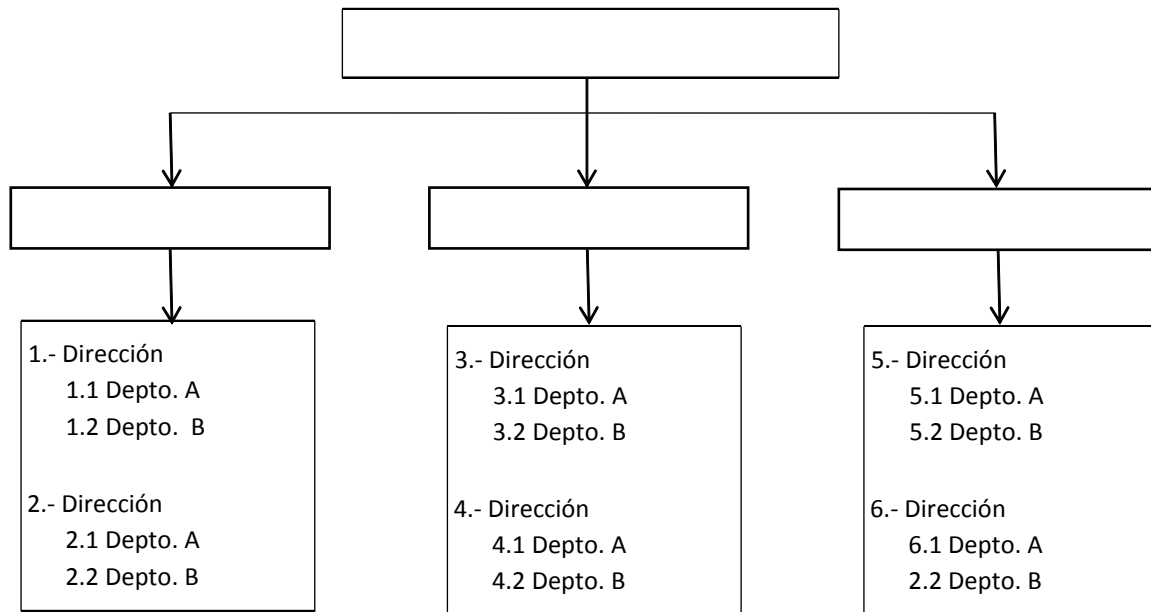 1.- Dirección
1.1 Depto. A
1.2 Depto. B
2.- Dirección
2.1 Depto. A
2.2 Depto. B
3.- Dirección
3.1 Depto. A
3.2 Depto. B
4.- Dirección
4.1 Depto. A
4.2 Depto. B
5.- Dirección
5.1 Depto. A
5.2 Depto. B
6.- Dirección
6.1 Depto. A
2.2 Depto. B